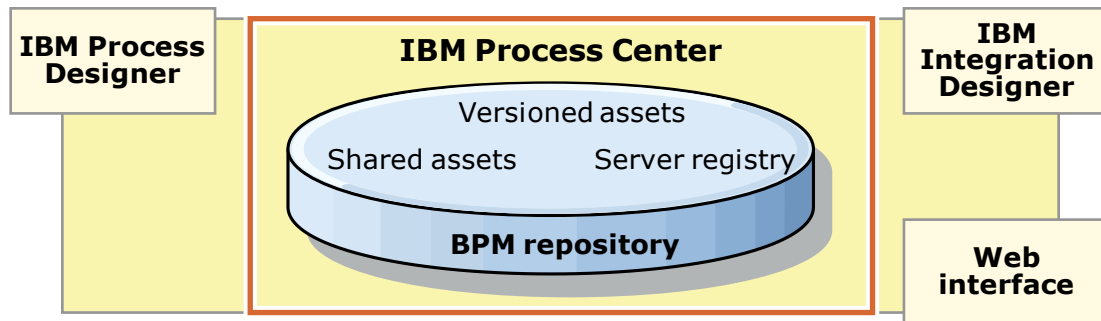 IBM Process
Designer
IBM Process Center
Versioned assets
Shared assets
Server registry
BPM repository
IBM
Integration
Designer
Web
interface